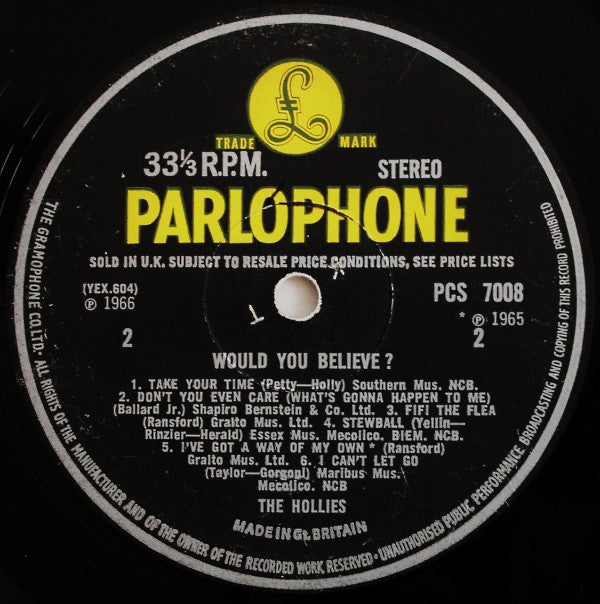 £
TRADE MARK
33⅓ R.P.M. STEREO
PARLOPHONE
SOLD IN U.K. SUBJECT TO RESALE PRICE CONDITIONS, SEE PRICE LISTS
(YEX.604) PCS 7008
℗ 1966 * ℗ 1965
2 2
WOULD YOU BELIEVE ?
1. TAKE YOUR TIME (Petty—Holly) Southern Mus. NCB.
2. DON'T YOU EVEN CARE (WHAT'S GONNA HAPPEN TO ME)
(Ballard Jr.) Shapiro Bernstein & Co. Ltd. 3. FIFI THE FLEA
(Ransford) Gralto Mus. Ltd. 4. STEWBALL (Yellin—
Rinzier—Herald) Essex Mus. Mecolico. BIEM. NCB.
5. I'VE GOT A WAY OF MY OWN * (Ransford)
Gralto Mus. Ltd. 6. I CAN'T LET GO
(Taylor—Gorgoni) Maribus Mus.
Mecolico. NCB
THE HOLLIES
MADE IN Gt. BRITAIN
THE GRAMOPHONE CO. LTD. · ALL RIGHTS OF THE MANUFACTURER AND OF THE OWNER OF THE RECORDED WORK RESERVED · UNAUTHORISED PUBLIC PERFORMANCE BROADCASTING AND COPYING OF THIS RECORD PROHIBITED